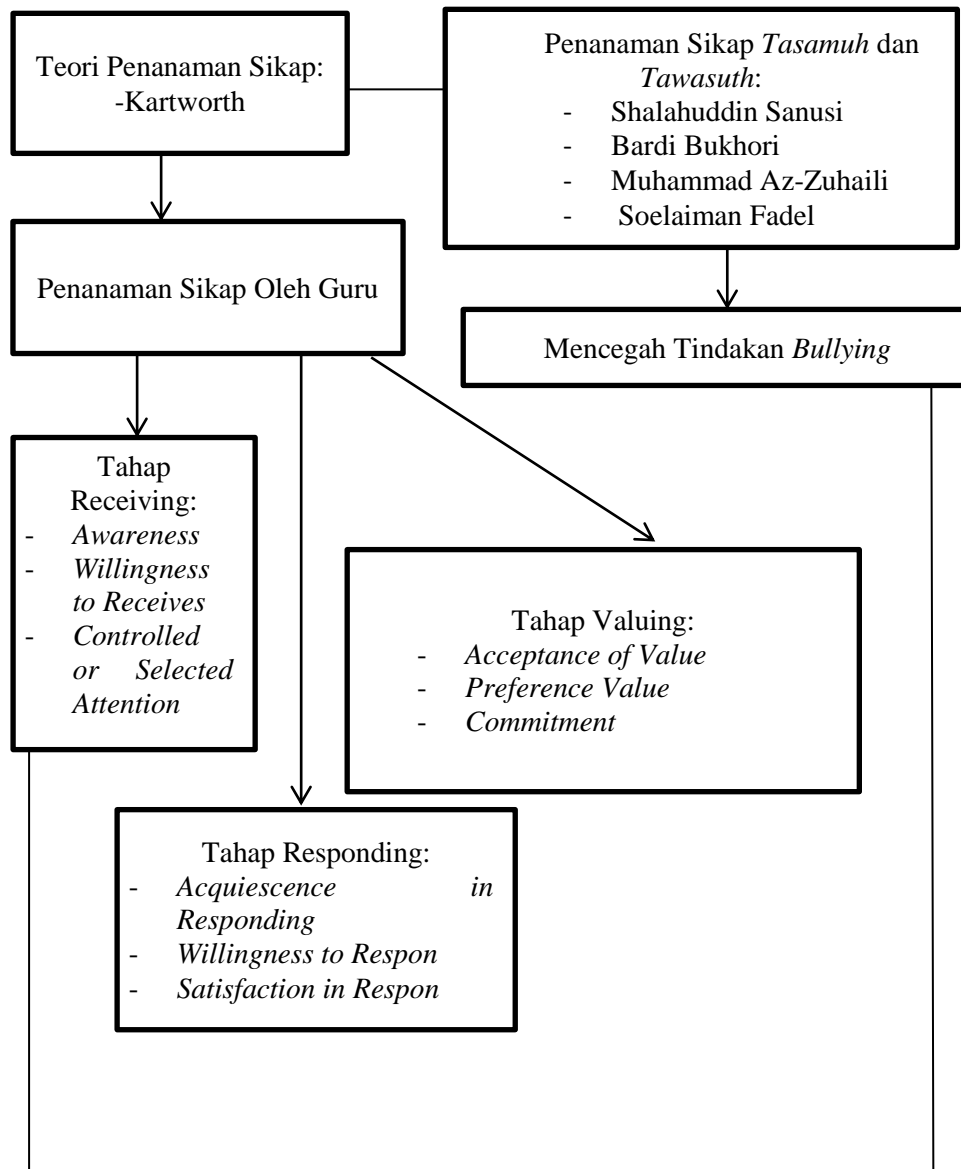 Teori Penanaman Sikap:
-Kartworth
Penanaman Sikap Tasamuh dan
Tawasuth:
- Shalahuddin Sanusi
- Bardi Bukhori
- Muhammad Az-Zuhaili
- Soelaiman Fadel
Penanaman Sikap Oleh Guru
Mencegah Tindakan Bullying
Tahap
Receiving:
- Awareness
- Willingness
to Receives
- Controlled
or Selected
Attention
Tahap Valuing:
- Acceptance of Value
- Preference Value
- Commitment
Tahap Responding:
- Acquiescence in
Responding
- Willingness to Respon
- Satisfaction in Respon